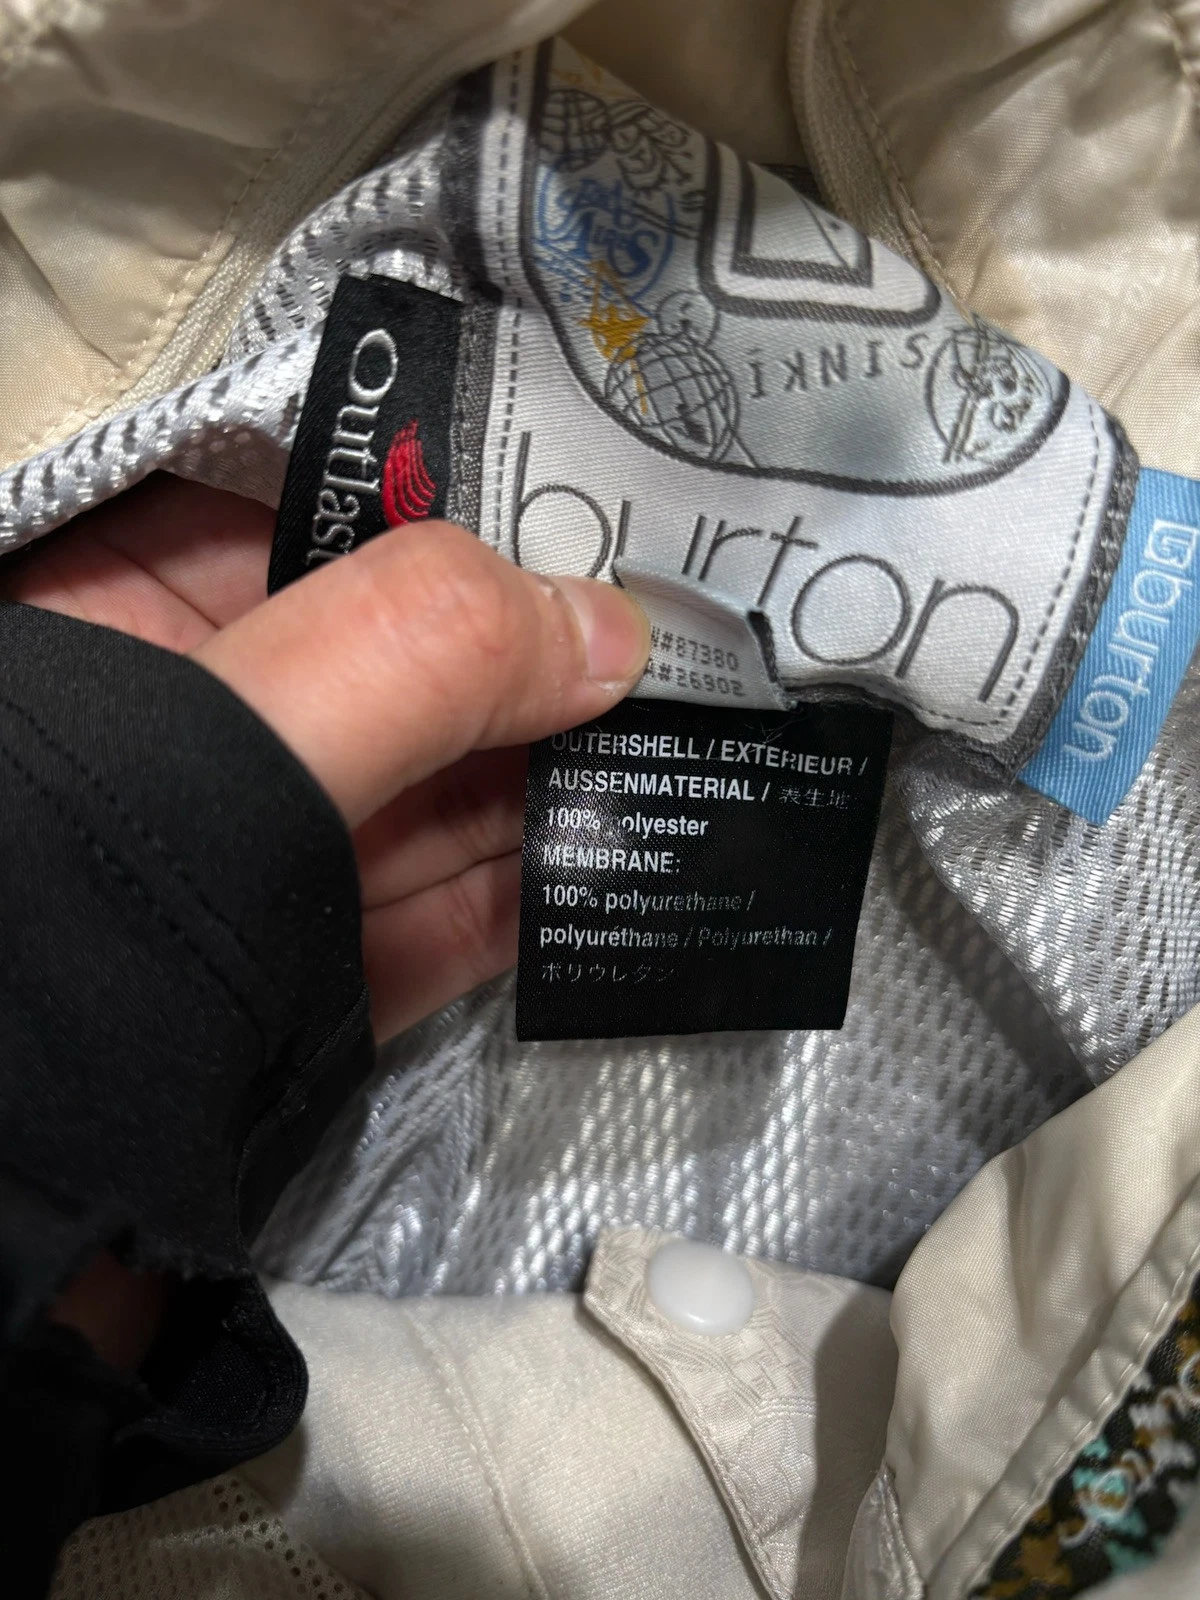 SINKI
Outlast
burton
burton
N#87380
A#26902
OUTERSHELL / EXTERIEUR /
AUSSENMATERIAL / 表生地:
100% polyester
MEMBRANE:
100% polyurethane /
polyuréthane / Polyurethan /
ポリウレタン